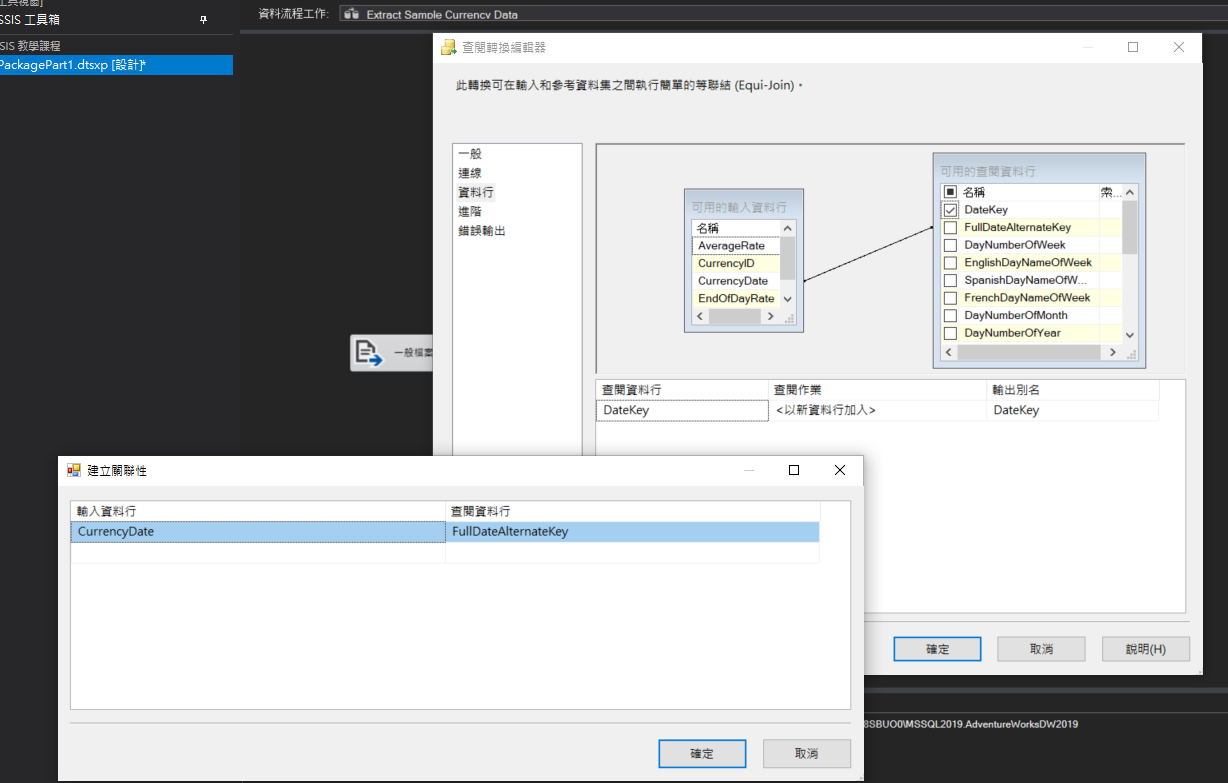 SSIS 工具箱
SIS 教學課程
PackagePart1.dtsxp [設計]*
資料流程工作:
Extract Sample Currency Data
查閱轉換編輯器
此轉換可在輸入和參考資料集之間執行簡單的等聯結 (Equi-Join)。
一般
連線
資料行
進階
錯誤輸出
可用的輸入資料行
名稱
AverageRate
CurrencyID
CurrencyDate
EndOfDayRate
可用的查閱資料行
名稱 索...
DateKey
FullDateAlternateKey
DayNumberOfWeek
EnglishDayNameOfWeek
SpanishDayNameOfW...
FrenchDayNameOfWeek
DayNumberOfMonth
DayNumberOfYear
一般檔案
查閱資料行 查閱作業 輸出別名
DateKey <以新資料行加入> DateKey
確定 取消 說明(H)
建立關聯性
輸入資料行 查閱資料行
CurrencyDate FullDateAlternateKey
確定 取消
SBUO0\MSSQL2019.AdventureWorksDW2019